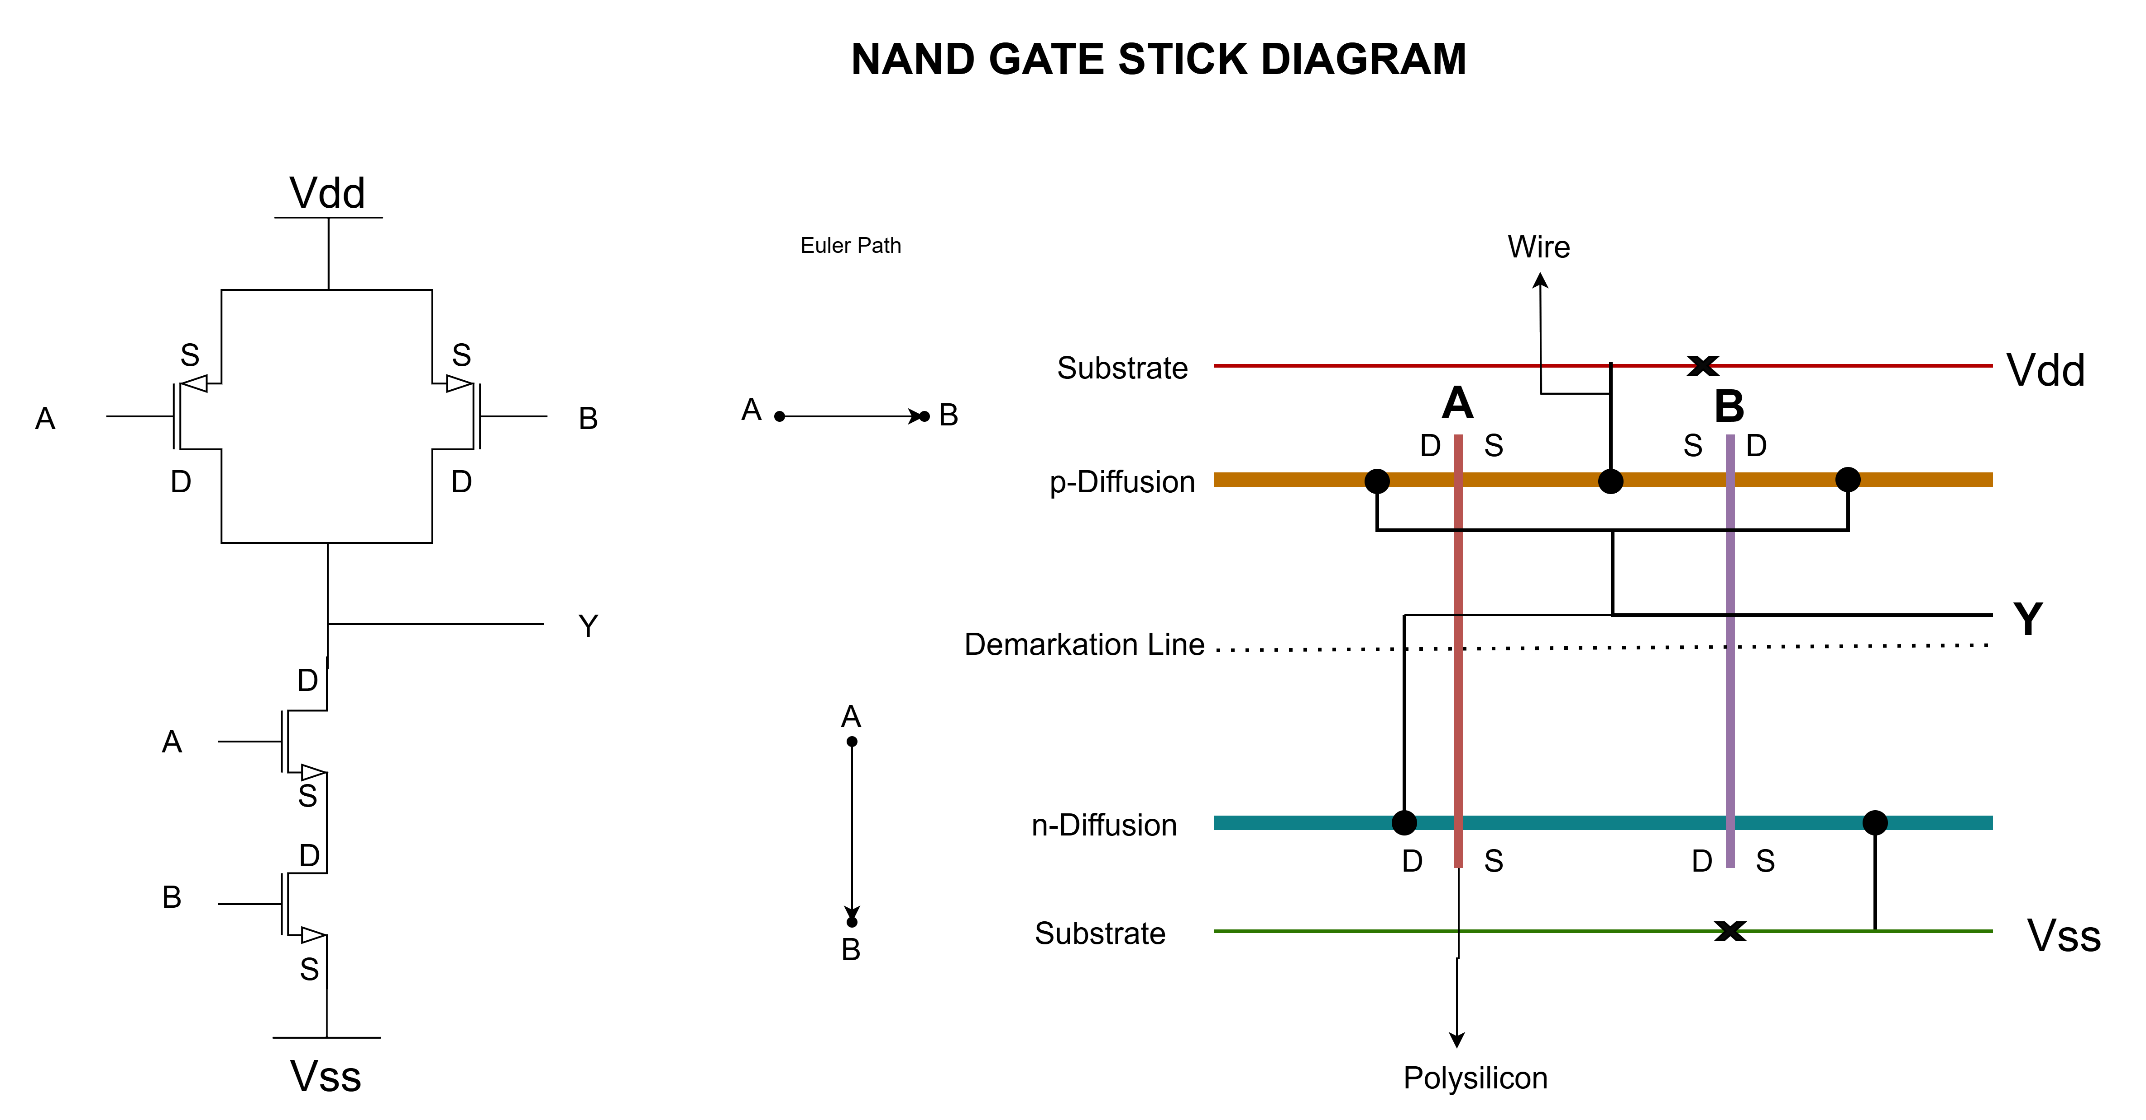 NAND GATE STICK DIAGRAM
Vdd
S
S
A
B
D
D
Y
D
A
S
D
B
S
Vss
Euler Path
A
B
A
B
Wire
Substrate
Vdd
A
B
D
S
S
D
p-Diffusion
Y
Demarkation Line
n-Diffusion
D
S
D
S
Substrate
Vss
Polysilicon